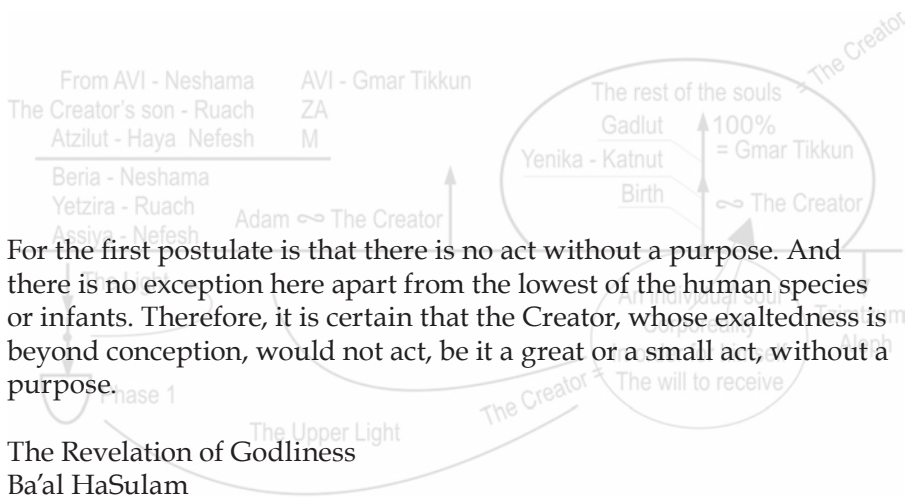 From AVI - Neshama AVI - Gmar Tikkun
The Creator's son - Ruach ZA
Atzilut - Haya Nefesh M
Beria - Neshama
Yetzira - Ruach
Assiya - Nefesh
Adam ∾ The Creator
The Light
Phase 1
The Upper Light
= The Creator
The rest of the souls
Gadlut 100%
= Gmar Tikkun
Yenika - Katnut
Birth
∾ The Creator
An individual soul
Corporeality
The will to receive
The Creator =
Tzimtzum
Aleph
For the first postulate is that there is no act without a purpose. And
there is no exception here apart from the lowest of the human species
or infants. Therefore, it is certain that the Creator, whose exaltedness is
beyond conception, would not act, be it a great or a small act, without a
purpose.
The Revelation of Godliness
Ba'al HaSulam